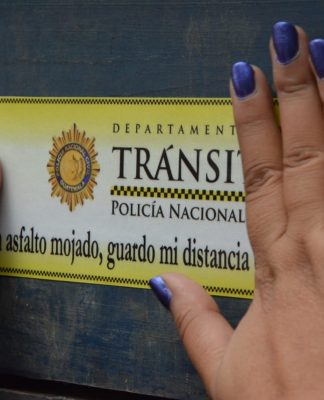 DEPARTAMENT
TRÁNSIT
POLICÍA NACIONAL
asfalto mojado, guardo mi distancia